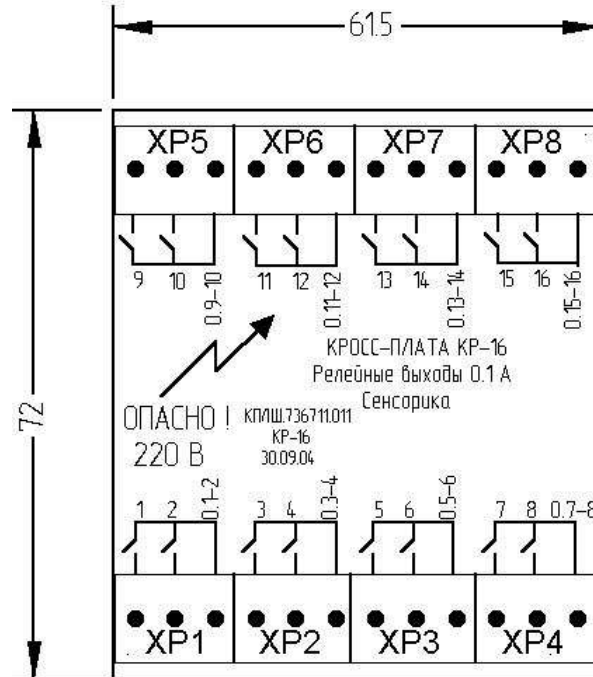 61.5
72
XP5 XP6 XP7 XP8
9 10 0.9-10 11 12 0.11-12 13 14 0.13-14 15 16 0.15-16
КРОСС-ПЛАТА КР-16
Релейные выходы 0.1 А
Сенсорика
ОПАСНО !
220 В
КПЛШ.736711.011
КР-16
30.09.04
1 2 0.1-2 3 4 0.3-4 5 6 0.5-6 7 8 0.7-8
XP1 XP2 XP3 XP4